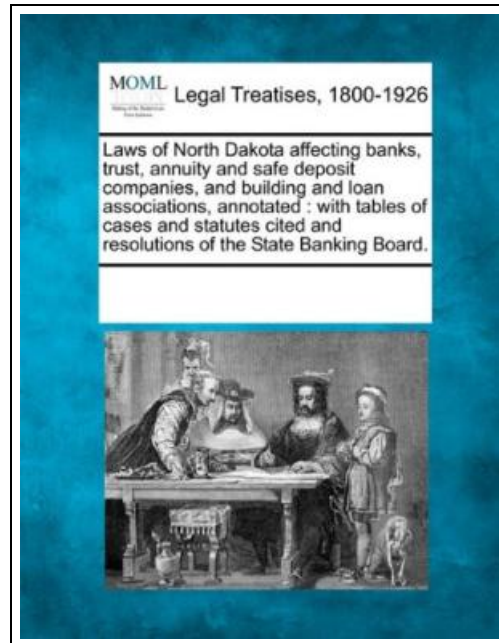 MOML
Legal Treatises, 1800-1926
Laws of North Dakota affecting banks,
trust, annuity and safe deposit
companies, and building and loan
associations, annotated : with tables of
cases and statutes cited and
resolutions of the State Banking Board.